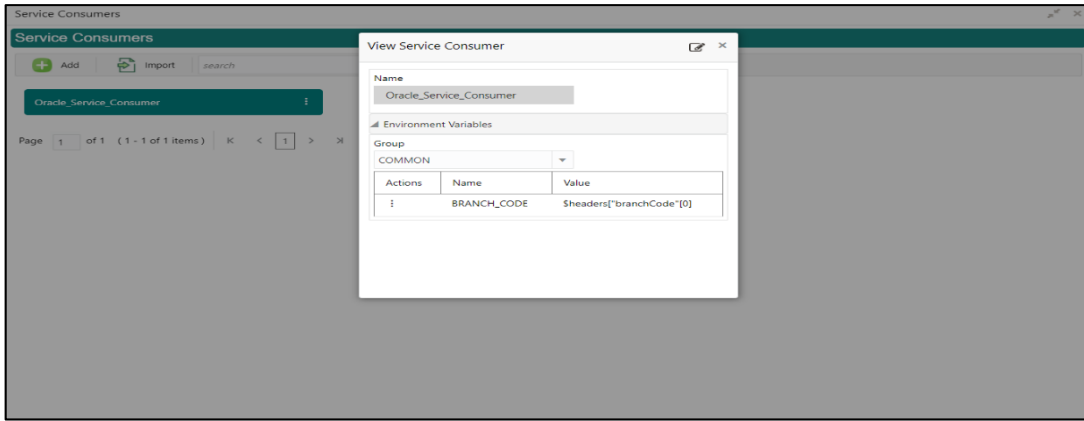 Service Consumers
Service Consumers
Add Import search
Oracle_Service_Consumer
Page 1 of 1 (1 - 1 of 1 items) K < 1 > >|
View Service Consumer
Name
Oracle_Service_Consumer
Environment Variables
Group
COMMON
Actions Name Value
BRANCH_CODE $headers["branchCode"[0]